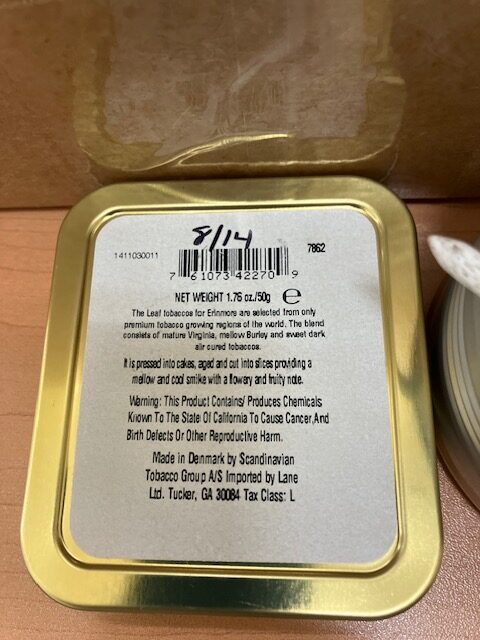 8/14
1411030011
7862
7 61073 42270 9
NET WEIGHT 1.76 oz./50g e
The Leaf tobaccos for Erinmore are selected from only
premium tobacco growing regions of the world. The blend
consists of mature Virginia, mellow Burley and sweet dark
air cured tobaccos.
It is pressed into cakes, aged and cut into slices providing a
mellow and cool smike with a flowary and fruity note.
Warning: This Product Contains/ Produces Chemicals
Known To The State Of California To Cause Cancer,And
Birth Defects Or Other Reproductive Harm.
Made in Denmark by Scandinavian
Tobacco Group A/S Imported by Lane
Ltd. Tucker, GA 30084 Tax Class: L